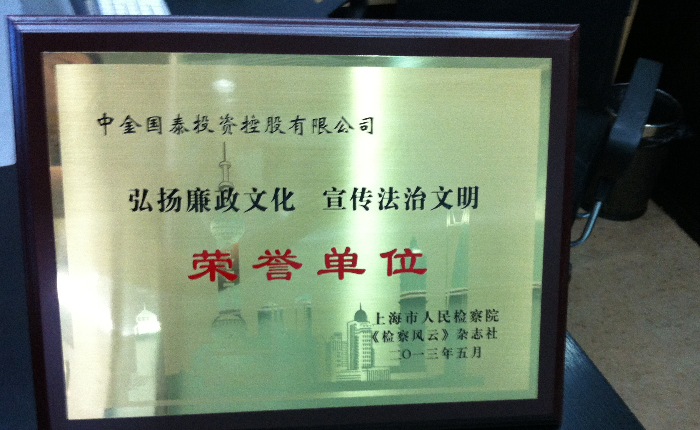 中金国泰投资控股有限公司
弘扬廉政文化 宣传法治文明
荣誉单位
上海市人民检察院
《检察风云》杂志社
二〇一三年五月